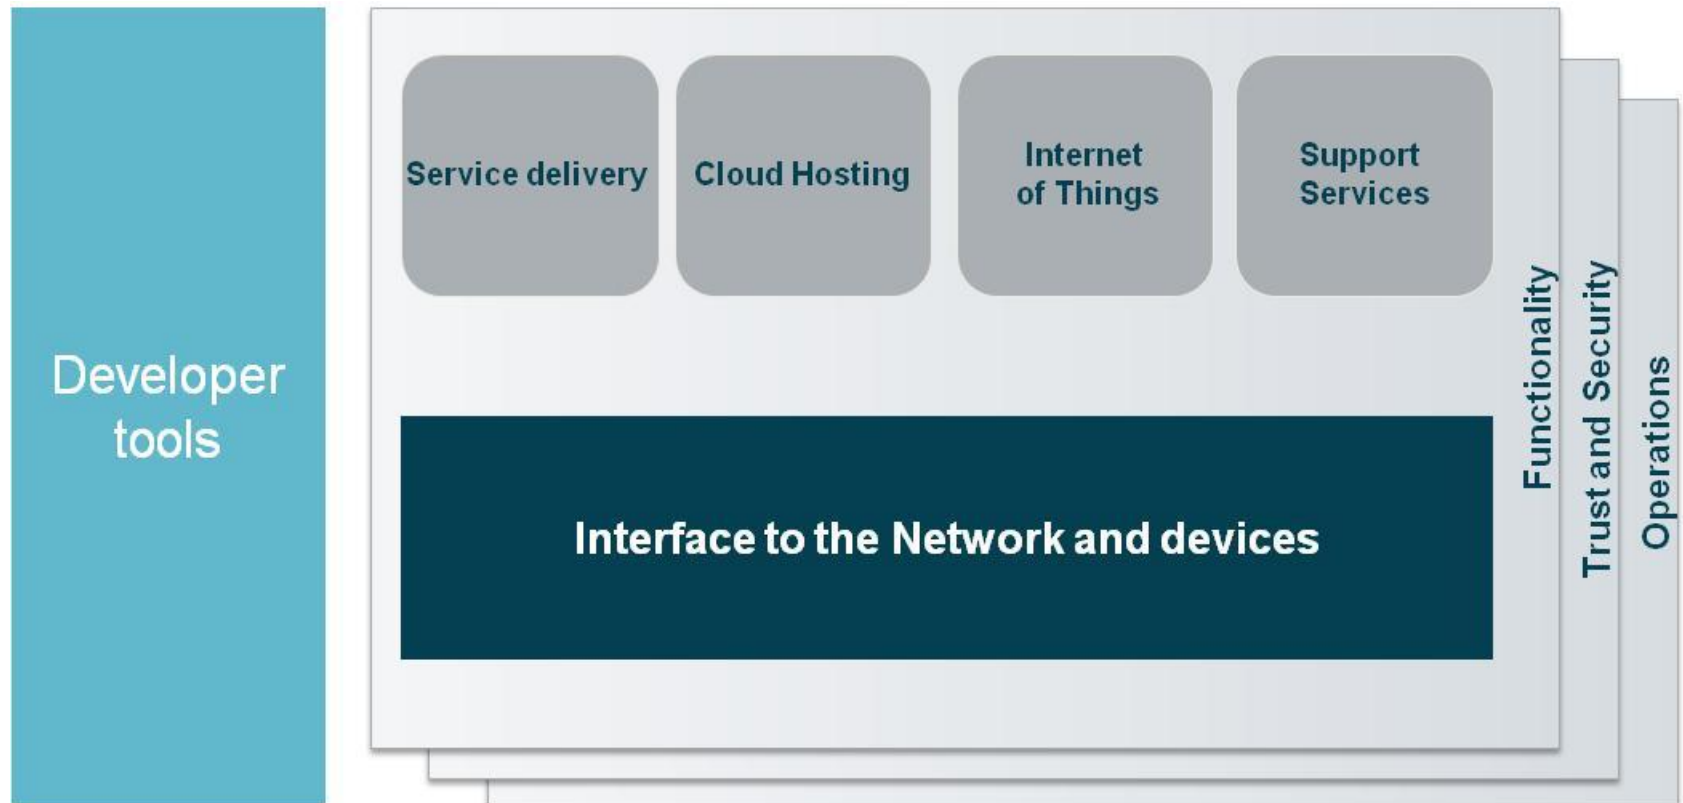 Developer
tools
Service delivery
Cloud Hosting
Internet
of Things
Support
Services
Interface to the Network and devices
Functionality
Trust and Security
Operations